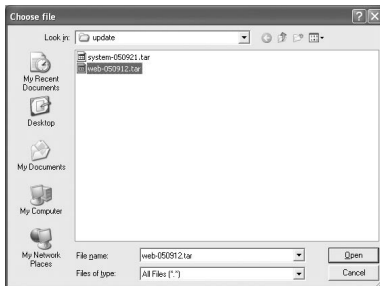 Choose file
Look in: update
system-050921.tar
web-050912.tar
My Recent
Documents
Desktop
My Documents
My Computer
My Network
Places
File name: web-050912.tar Open
Files of type: All Files (*.*) Cancel